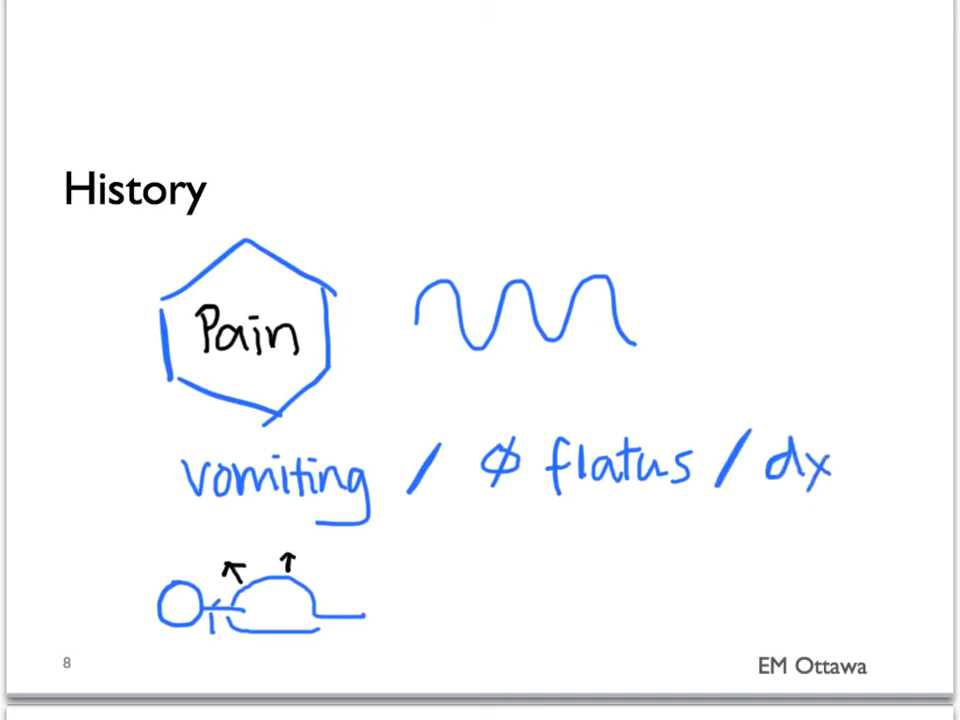 History
Pain
vomiting / ∅ flatus / dx
8
EM Ottawa